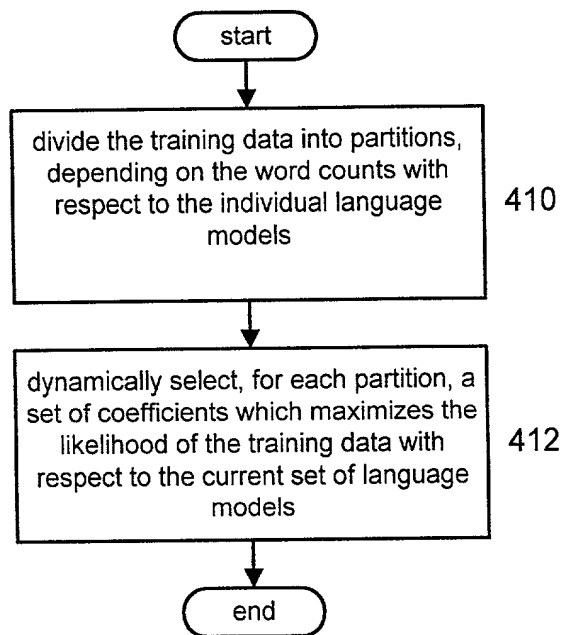 start
divide the training data into partitions,
depending on the word counts with
respect to the individual language
models
410
dynamically select, for each partition, a
set of coefficients which maximizes the
likelihood of the training data with
respect to the current set of language
models
412
end